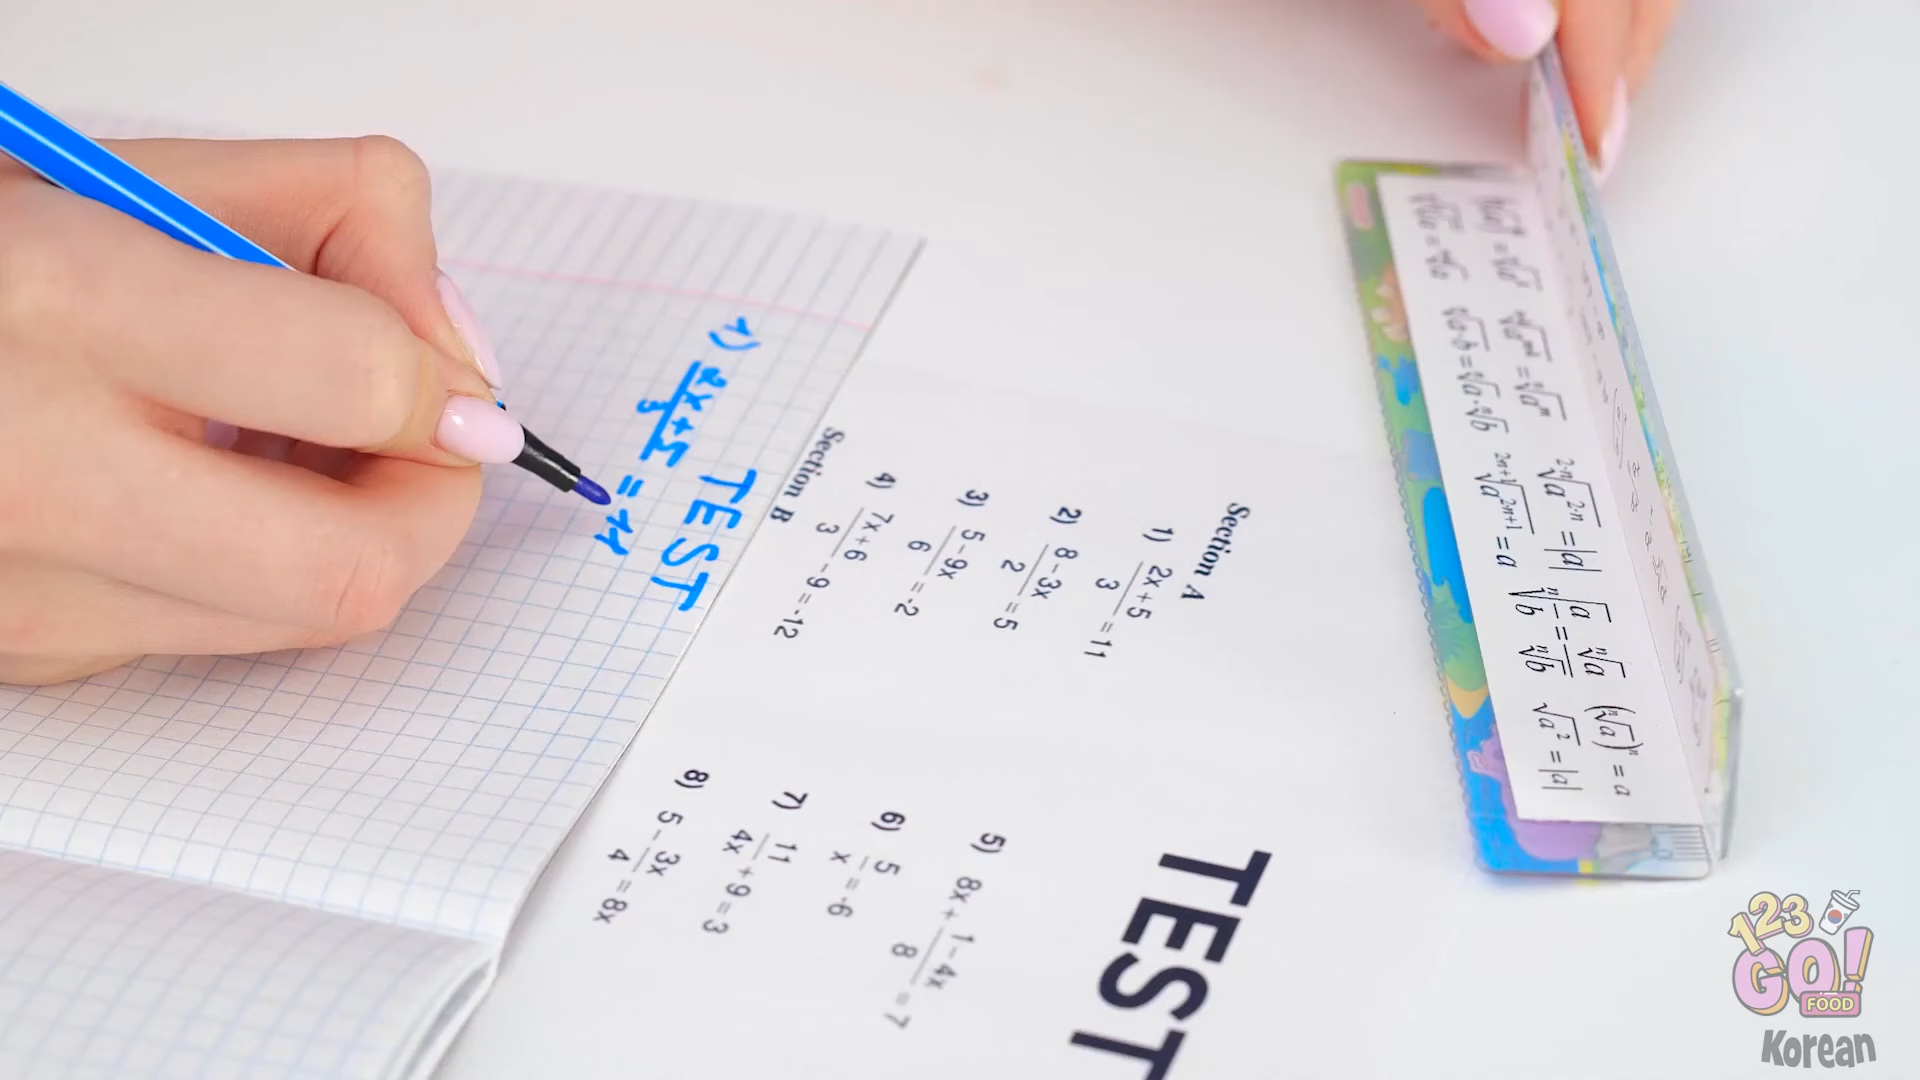 TEST
Section A
1) (2x+5)/3 = 11
2) (8-3x)/2 = 5
3) (5-9x)/6 = -2
4) (7x+6)/3 - 9 = -12
Section B
5) 8x + (1-4x)/8 = 7
6) 5/x = -6
7) 11/4x + 9 = 3
8) 5 - 3x/4 = 8x
TEST
1) (2x+5)/3 = 11
(ⁿ√a)ⁿ = a
ⁿ√(a/b) = ⁿ√a / ⁿ√b
²ⁿ√a²ⁿ = |a|
√a² = |a|
²ⁿ⁺¹√a²ⁿ⁺¹ = a
ⁿ√a·b = ⁿ√a · ⁿ√b
123
GO!
FOOD
Korean